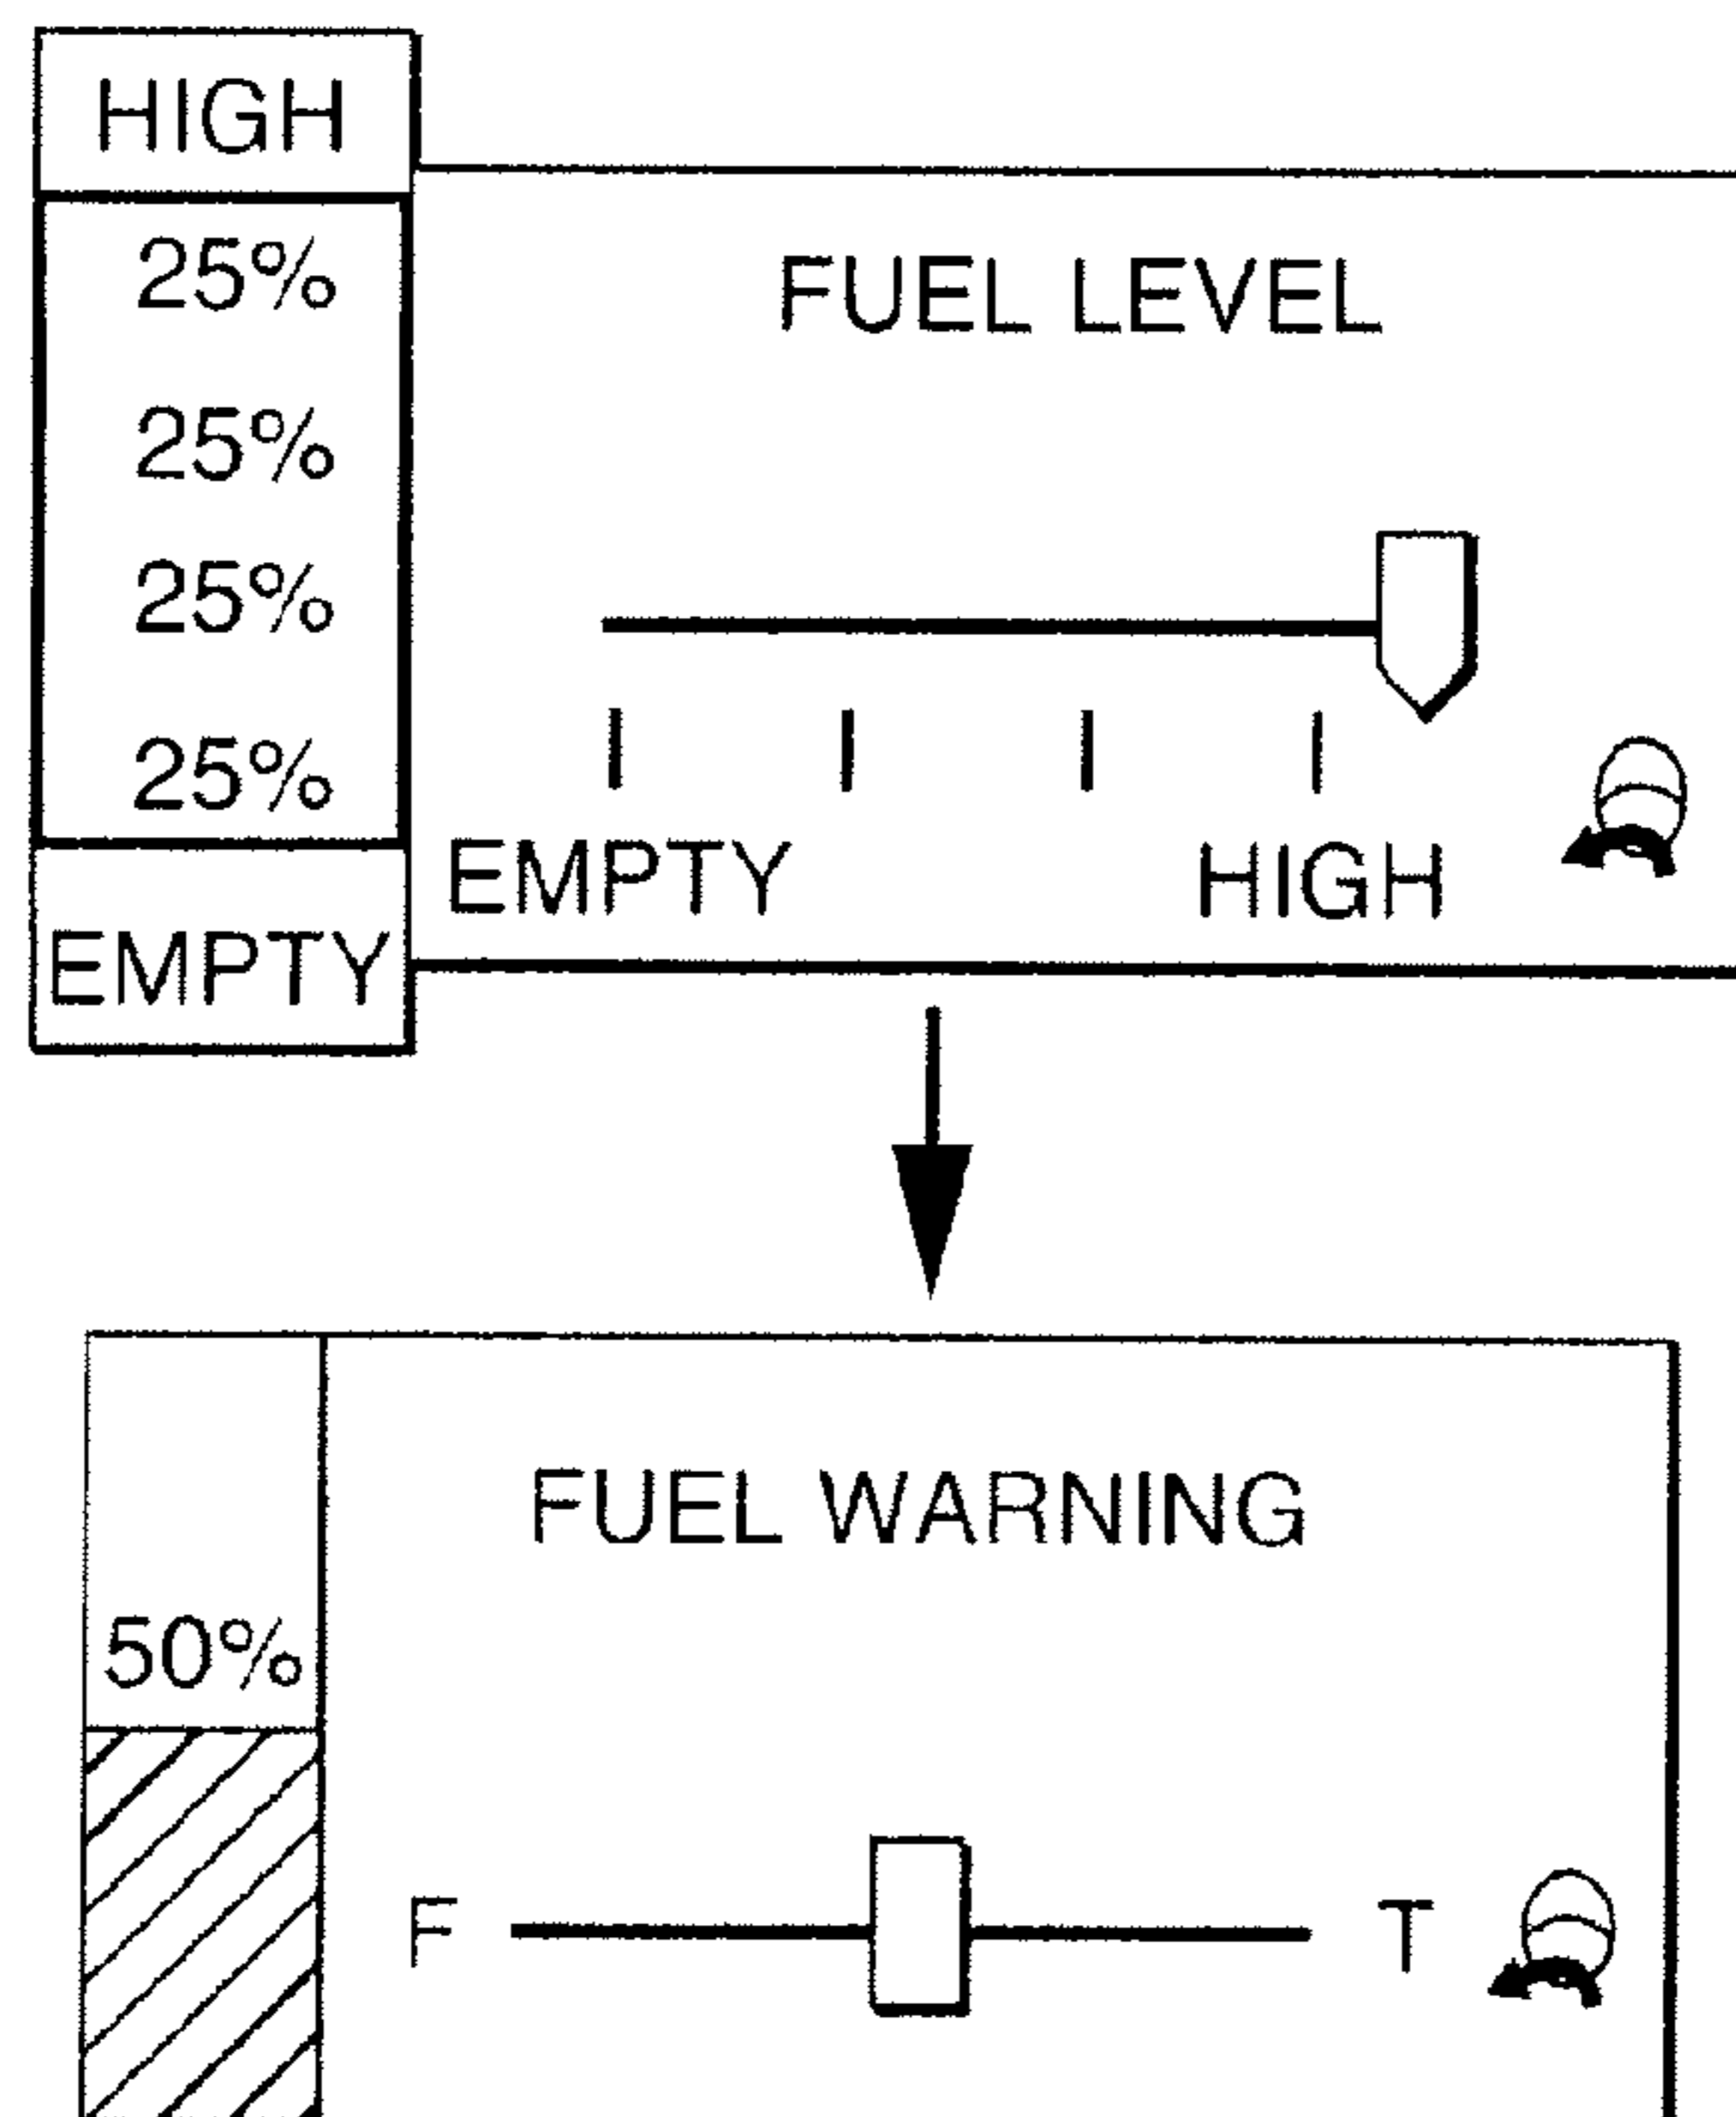 HIGH
25%
25%
25%
25%
EMPTY
FUEL LEVEL
EMPTY HIGH
FUEL WARNING
50%
F T